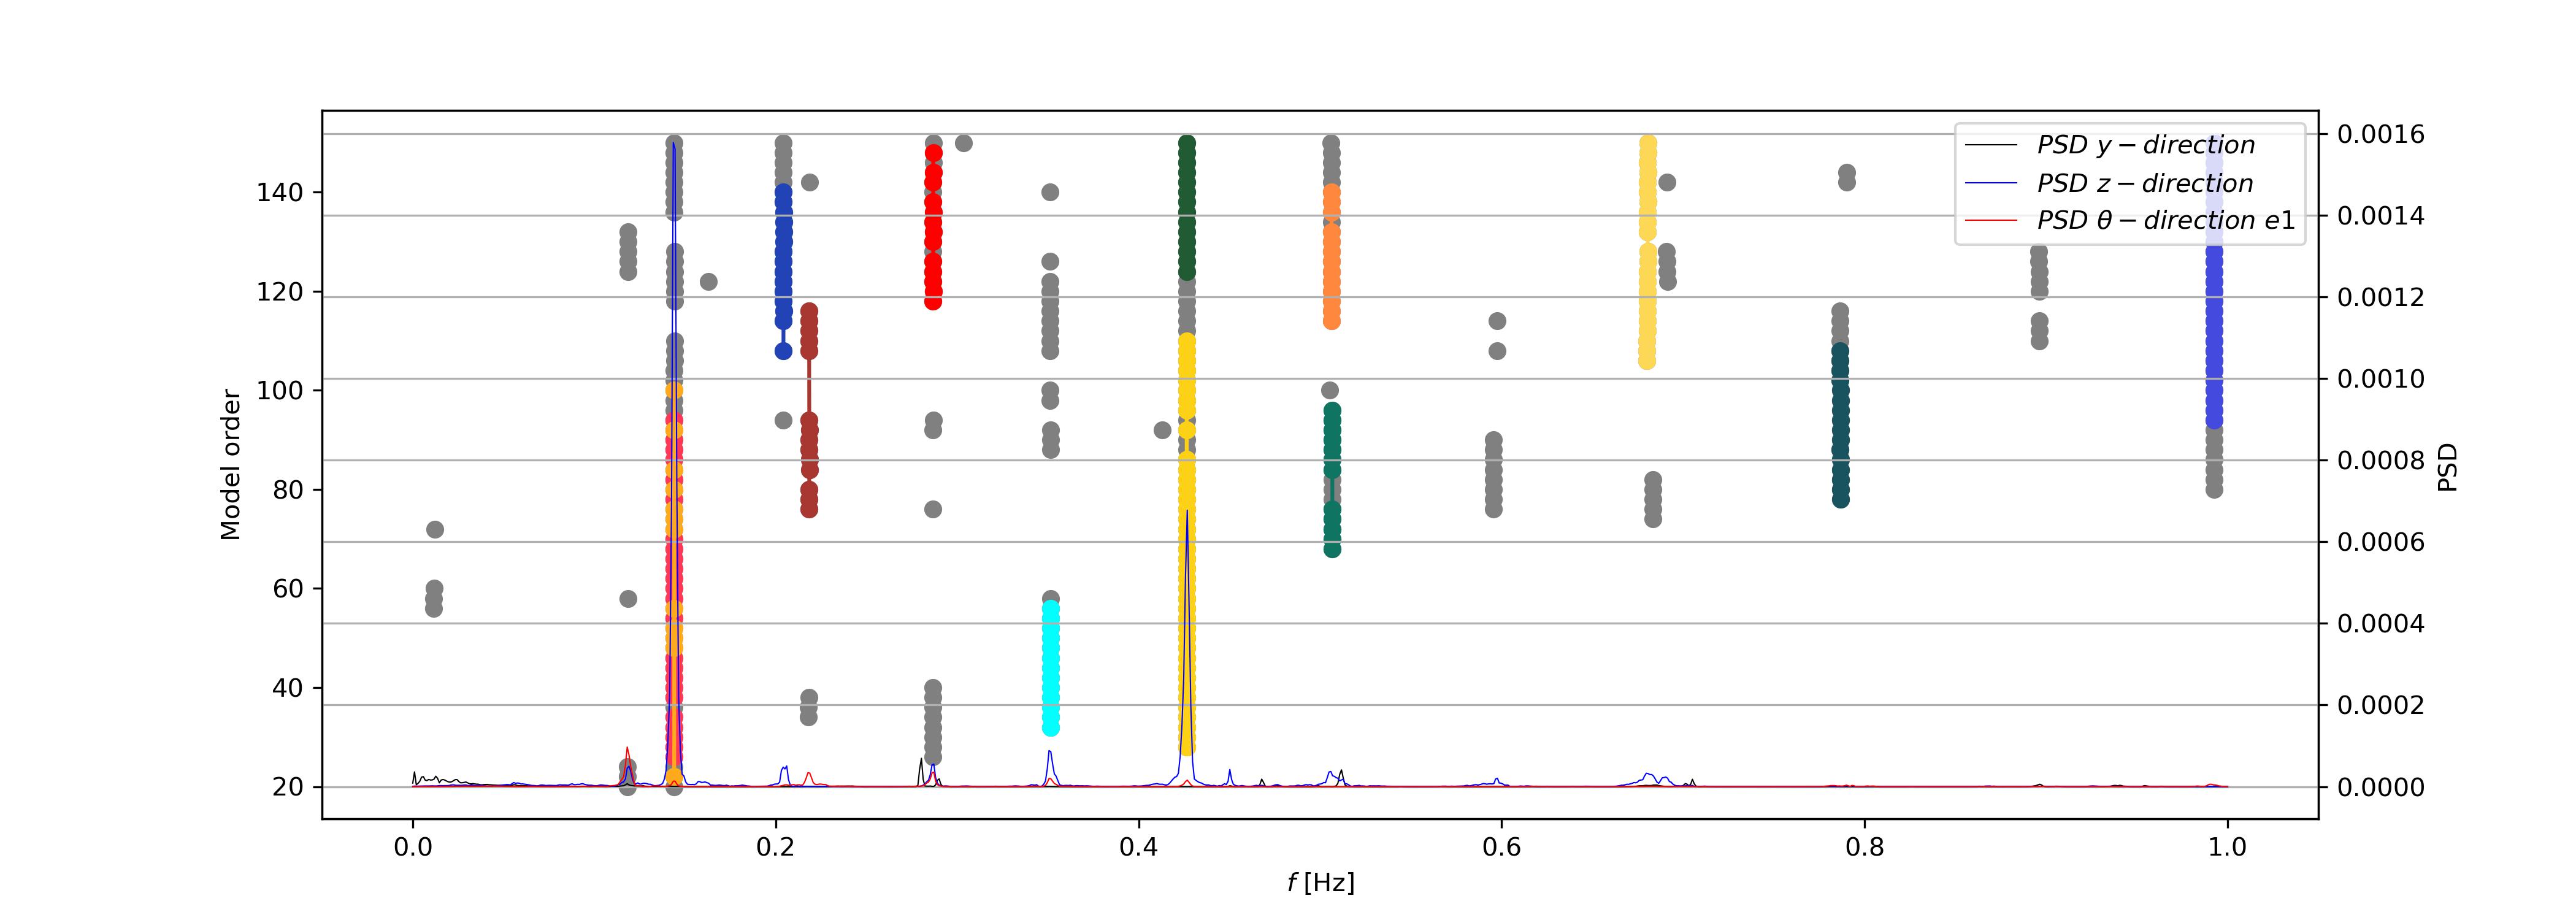 PSD y − direction
PSD z − direction
PSD θ − direction e1
140
120
100
80
60
40
20
Model order
0.0016
0.0014
0.0012
0.0010
0.0008
0.0006
0.0004
0.0002
0.0000
PSD
0.0 0.2 0.4 0.6 0.8 1.0
f [Hz]